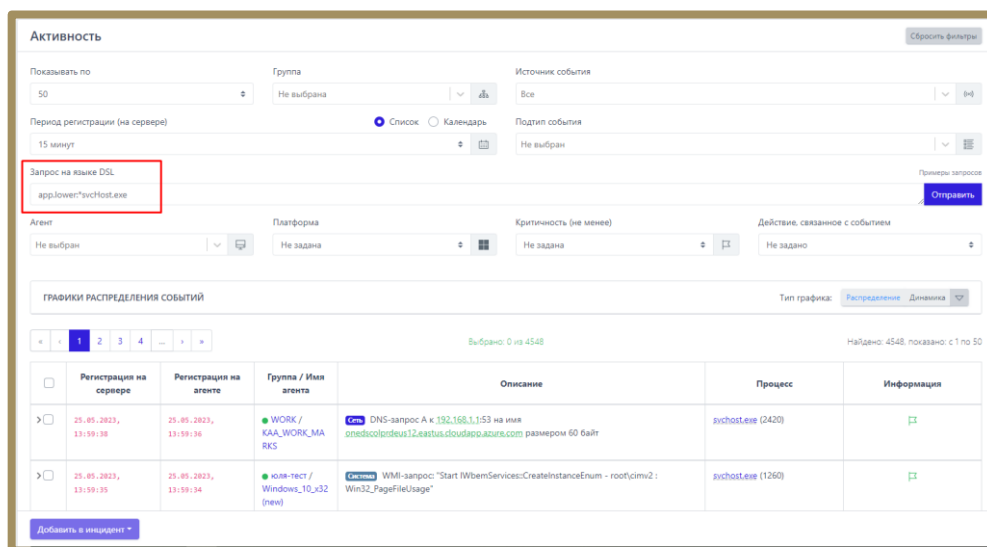 Активность
Сбросить фильтры
Показывать по
Группа
Источник события
50
Не выбрана
Все
Период регистрации (на сервере)
Список
Календарь
Подтип события
15 минут
Не выбран
Запрос на языке DSL
Примеры запросов
app.lower:*svcHost.exe
Отправить
Агент
Платформа
Критичность (не менее)
Действие, связанное с событием
Не выбран
Не задана
Не задана
Не задано
ГРАФИКИ РАСПРЕДЕЛЕНИЯ СОБЫТИЙ
Тип графика:
Распределение
Динамика
« ‹ 1 2 3 4 ... › »
Выбрано: 0 из 4548
Найдено: 4548, показано: с 1 по 50
Регистрация на сервере
Регистрация на агенте
Группа / Имя агента
Описание
Процесс
Информация
25.05.2023,
13:59:38
25.05.2023,
13:59:36
WORK /
KAA_WORK_MA
RKS
Сеть DNS-запрос A к 192.168.1.1:53 на имя
onedscolprdeus12.eastus.cloudapp.azure.com размером 60 байт
svchost.exe (2420)
25.05.2023,
13:59:35
25.05.2023,
13:59:34
юля-тест /
Windows_10_x32
(new)
Система WMI-запрос: "Start IWbemServices::CreateInstanceEnum - root\cimv2 :
Win32_PageFileUsage"
svchost.exe (1260)
Добавить в инцидент